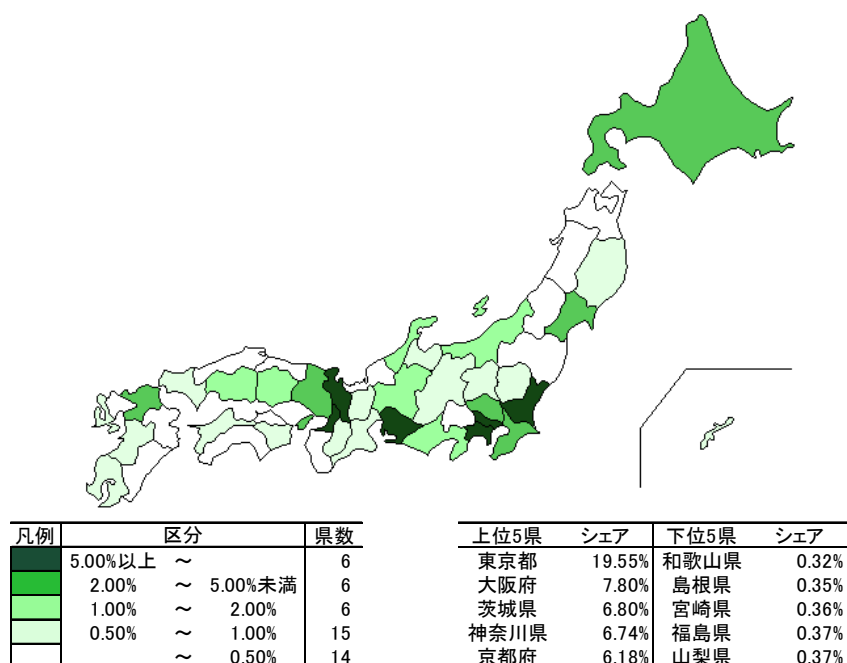 凡例 区分 県数
5.00%以上 ～ 6
2.00% ～ 5.00%未満 6
1.00% ～ 2.00% 6
0.50% ～ 1.00% 15
～ 0.50% 14
上位5県 シェア 下位5県 シェア
東京都 19.55% 和歌山県 0.32%
大阪府 7.80% 島根県 0.35%
茨城県 6.80% 宮崎県 0.36%
神奈川県 6.74% 福島県 0.37%
京都府 6.18% 山梨県 0.37%